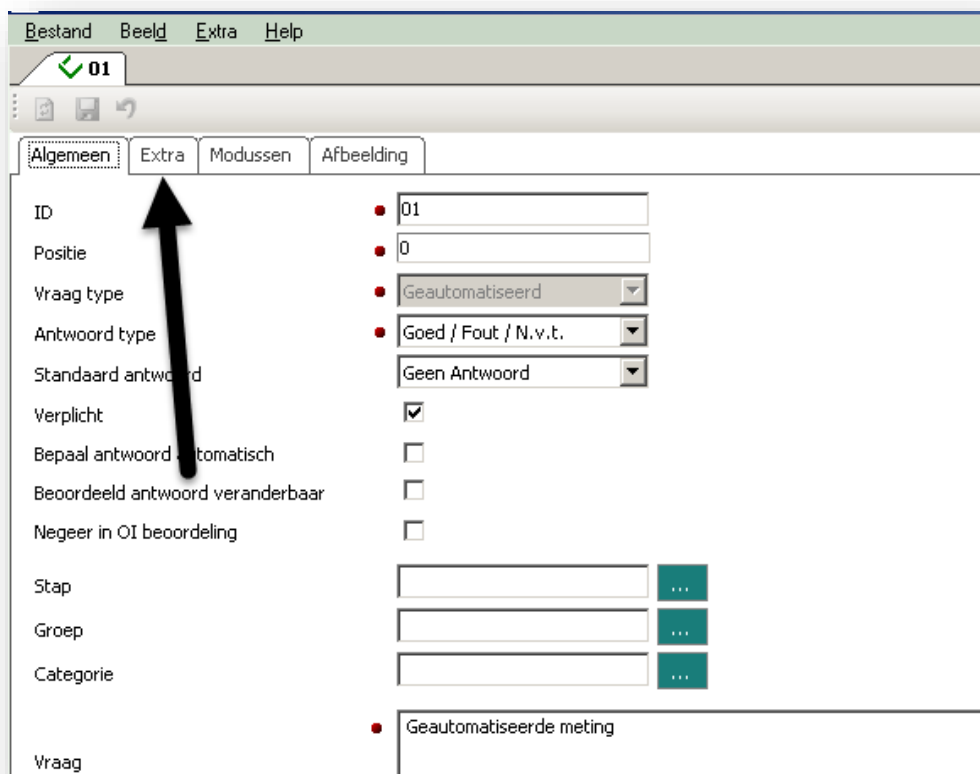 Bestand Beeld Extra Help
01
Algemeen Extra Modussen Afbeelding
ID 01
Positie 0
Vraag type Geautomatiseerd
Antwoord type Goed / Fout / N.v.t.
Standaard antwoord Geen Antwoord
Verplicht
Bepaal antwoord automatisch
Beoordeeld antwoord veranderbaar
Negeer in OI beoordeling
Stap ...
Groep ...
Categorie ...
Geautomatiseerde meting
Vraag